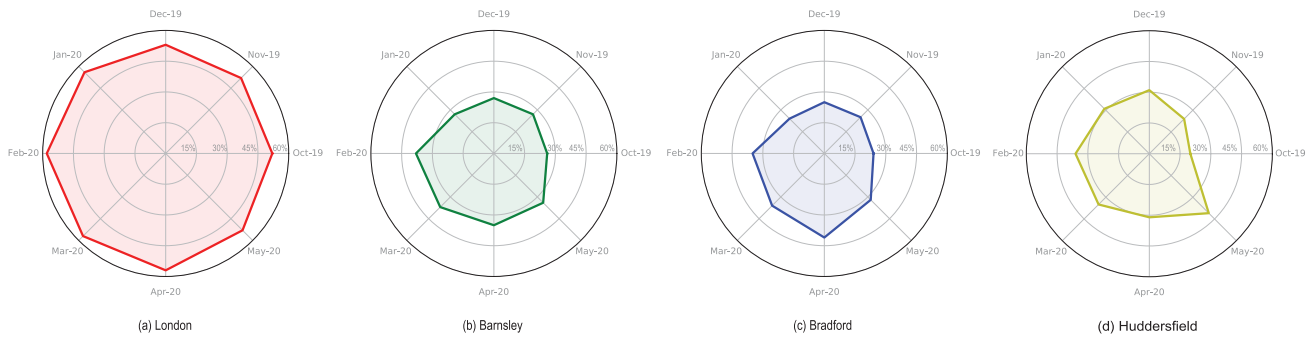 Dec-19
Jan-20 Nov-19
Feb-20 15% 30% 45% 60% Oct-19
Mar-20 May-20
Apr-20
(a) London
Dec-19
Jan-20 Nov-19
Feb-20 15% 30% 45% 60% Oct-19
Mar-20 May-20
Apr-20
(b) Barnsley
Dec-19
Jan-20 Nov-19
Feb-20 15% 30% 45% 60% Oct-19
Mar-20 May-20
Apr-20
(c) Bradford
Dec-19
Jan-20 Nov-19
Feb-20 15% 30% 45% 60% Oct-19
Mar-20 May-20
Apr-20
(d) Huddersfield